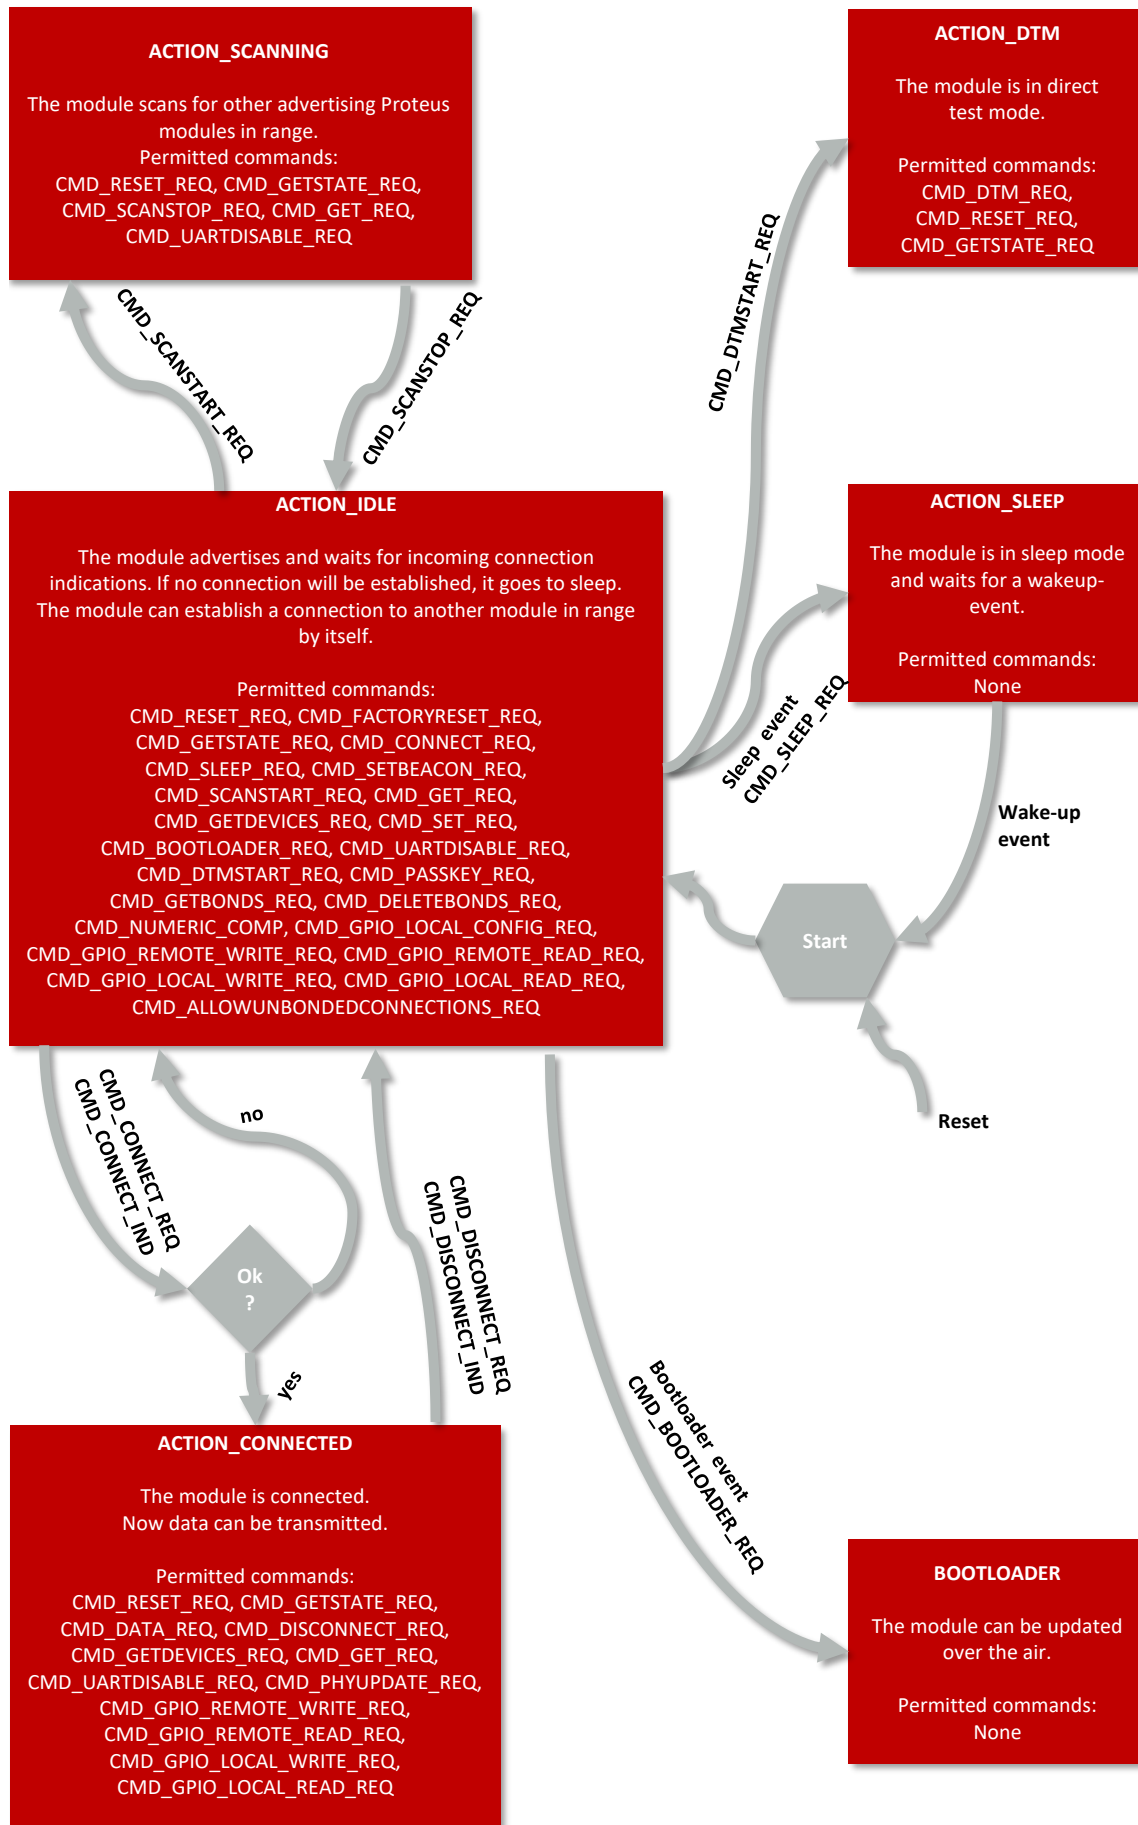 ACTION_SCANNING
The module scans for other advertising Proteus
modules in range.
Permitted commands:
CMD_RESET_REQ, CMD_GETSTATE_REQ,
CMD_SCANSTOP_REQ, CMD_GET_REQ,
CMD_UARTDISABLE_REQ
ACTION_DTM
The module is in direct
test mode.
Permitted commands:
CMD_DTM_REQ,
CMD_RESET_REQ,
CMD_GETSTATE_REQ
CMD_SCANSTART_REQ
CMD_SCANSTOP_REQ
CMD_DTMSTART_REQ
ACTION_IDLE
The module advertises and waits for incoming connection
indications. If no connection will be established, it goes to sleep.
The module can establish a connection to another module in range
by itself.
Permitted commands:
CMD_RESET_REQ, CMD_FACTORYRESET_REQ,
CMD_GETSTATE_REQ, CMD_CONNECT_REQ,
CMD_SLEEP_REQ, CMD_SETBEACON_REQ,
CMD_SCANSTART_REQ, CMD_GET_REQ,
CMD_GETDEVICES_REQ, CMD_SET_REQ,
CMD_BOOTLOADER_REQ, CMD_UARTDISABLE_REQ,
CMD_DTMSTART_REQ, CMD_PASSKEY_REQ,
CMD_GETBONDS_REQ, CMD_DELETEBONDS_REQ,
CMD_NUMERIC_COMP, CMD_GPIO_LOCAL_CONFIG_REQ,
CMD_GPIO_REMOTE_WRITE_REQ, CMD_GPIO_REMOTE_READ_REQ,
CMD_GPIO_LOCAL_WRITE_REQ, CMD_GPIO_LOCAL_READ_REQ,
CMD_ALLOWUNBONDEDCONNECTIONS_REQ
ACTION_SLEEP
The module is in sleep mode
and waits for a wakeup-
event.
Permitted commands:
None
Sleep event
CMD_SLEEP_REQ
Wake-up
event
Start
Reset
CMD_CONNECT_REQ
CMD_CONNECT_IND
no
Ok
?
yes
CMD_DISCONNECT_REQ
CMD_DISCONNECT_IND
Bootloader event
CMD_BOOTLOADER_REQ
ACTION_CONNECTED
The module is connected.
Now data can be transmitted.
Permitted commands:
CMD_RESET_REQ, CMD_GETSTATE_REQ,
CMD_DATA_REQ, CMD_DISCONNECT_REQ,
CMD_GETDEVICES_REQ, CMD_GET_REQ,
CMD_UARTDISABLE_REQ, CMD_PHYUPDATE_REQ,
CMD_GPIO_REMOTE_WRITE_REQ,
CMD_GPIO_REMOTE_READ_REQ,
CMD_GPIO_LOCAL_WRITE_REQ,
CMD_GPIO_LOCAL_READ_REQ
BOOTLOADER
The module can be updated
over the air.
Permitted commands:
None